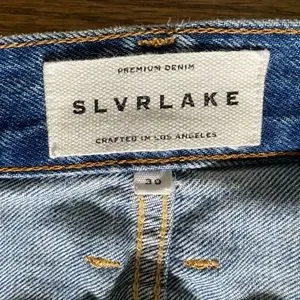 PREMIUM DENIM
SLVRLAKE
CRAFTED IN LOS ANGELES
30